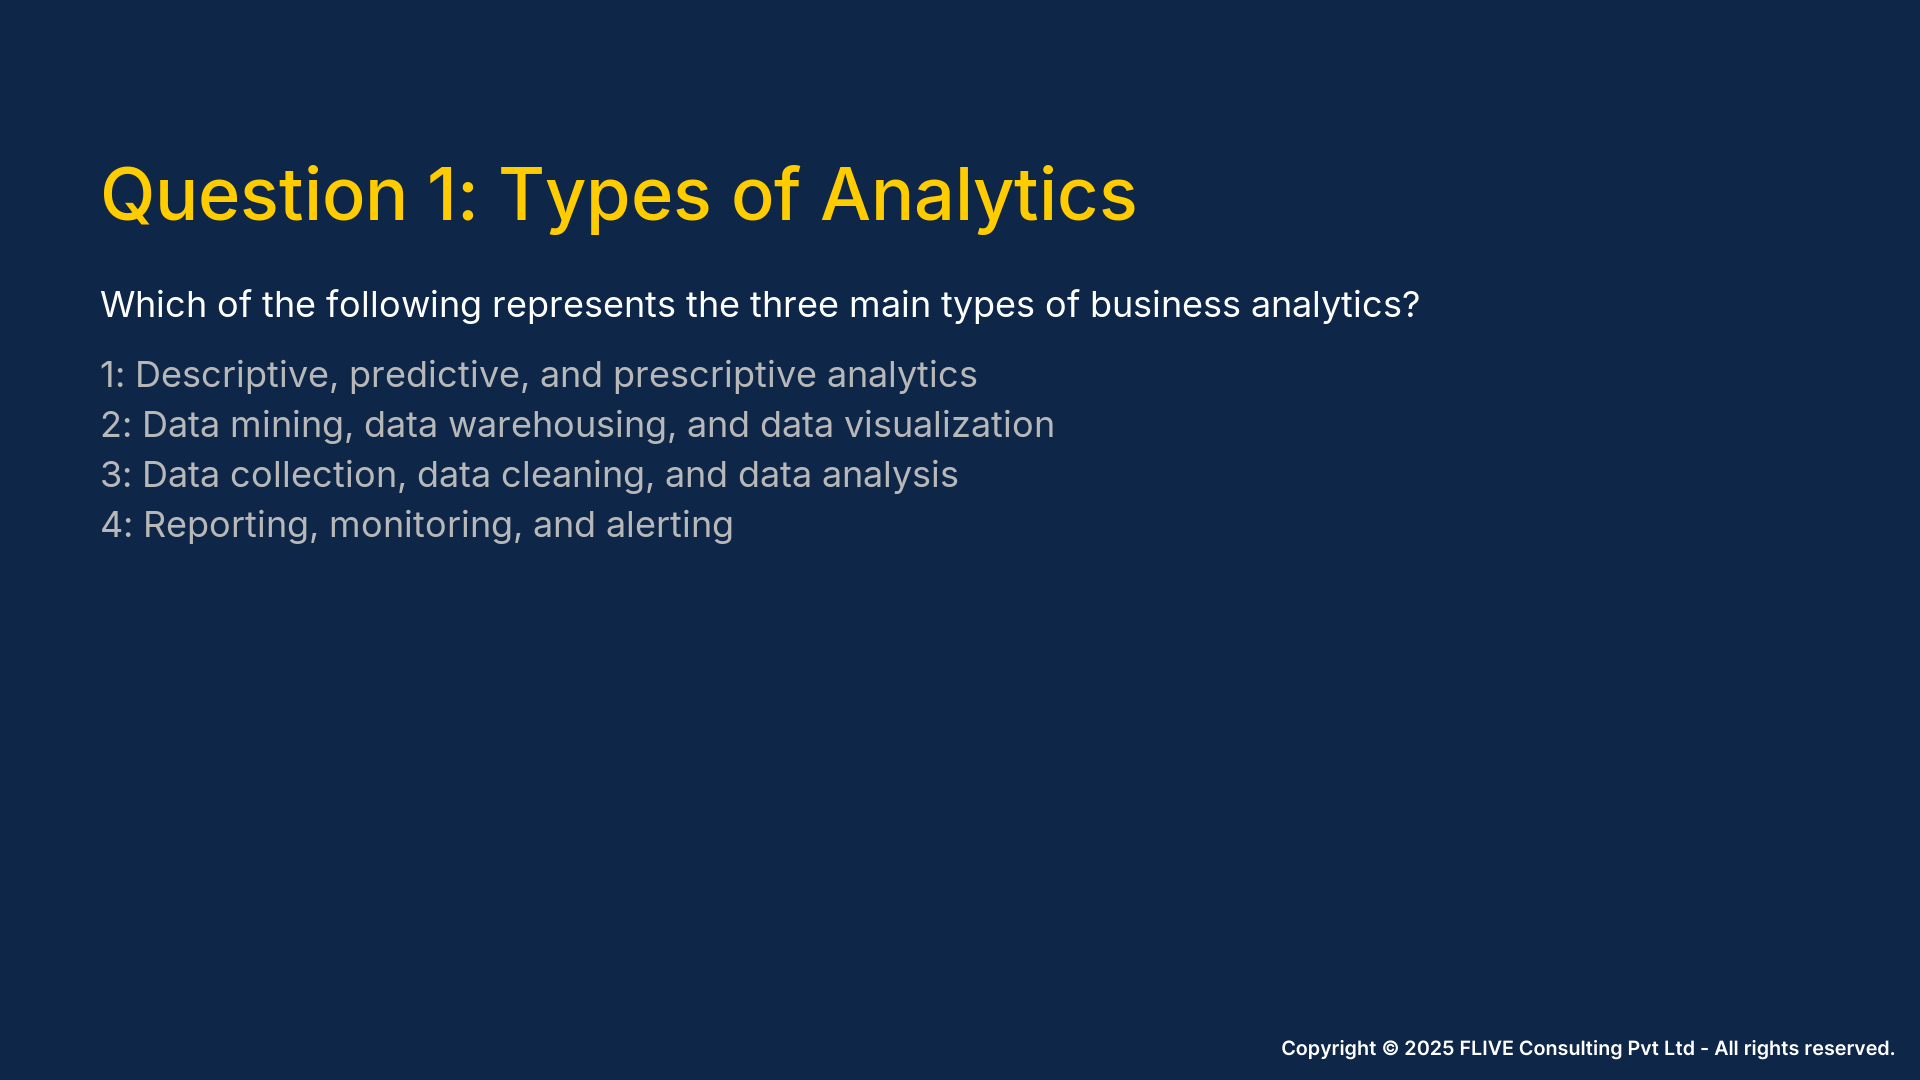 Question 1: Types of Analytics
Which of the following represents the three main types of business analytics?
1: Descriptive, predictive, and prescriptive analytics
2: Data mining, data warehousing, and data visualization
3: Data collection, data cleaning, and data analysis
4: Reporting, monitoring, and alerting
Copyright © 2025 FLIVE Consulting Pvt Ltd - All rights reserved.